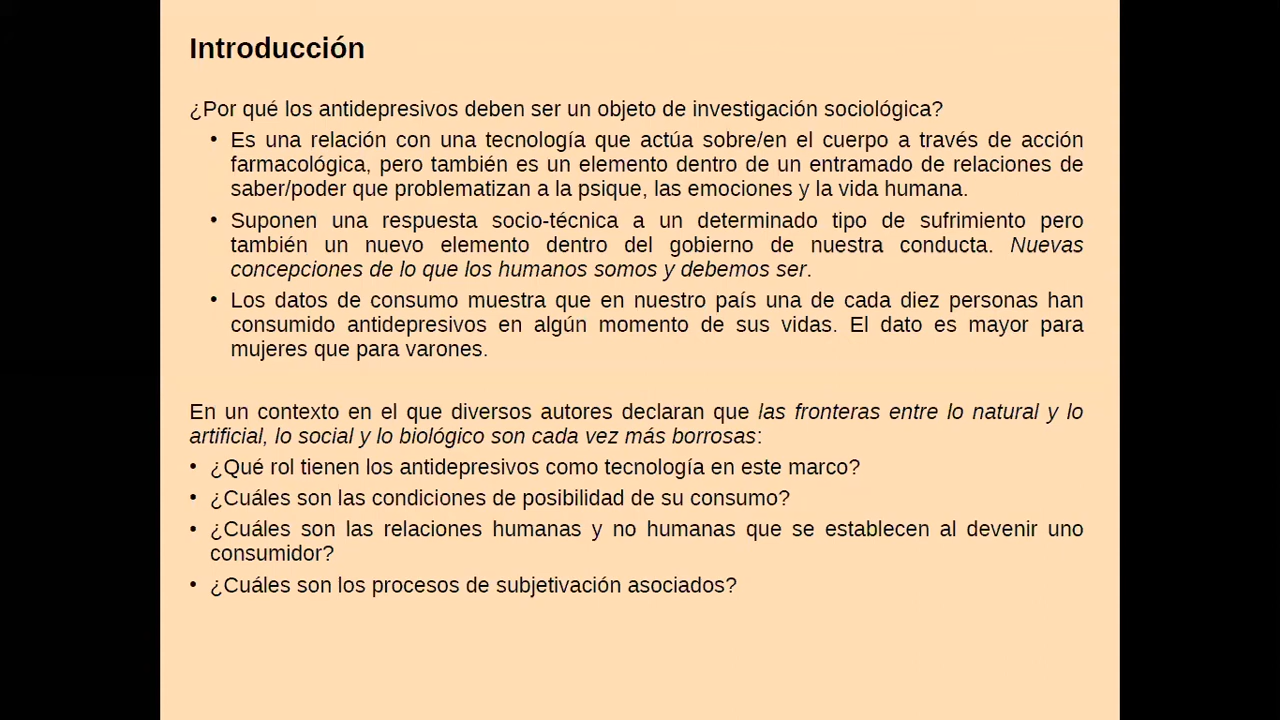 Introducción
¿Por qué los antidepresivos deben ser un objeto de investigación sociológica?
• Es una relación con una tecnología que actúa sobre/en el cuerpo a través de acción
farmacológica, pero también es un elemento dentro de un entramado de relaciones de
saber/poder que problematizan a la psique, las emociones y la vida humana.
• Suponen una respuesta socio-técnica a un determinado tipo de sufrimiento pero
también un nuevo elemento dentro del gobierno de nuestra conducta. Nuevas
concepciones de lo que los humanos somos y debemos ser.
• Los datos de consumo muestra que en nuestro país una de cada diez personas han
consumido antidepresivos en algún momento de sus vidas. El dato es mayor para
mujeres que para varones.
En un contexto en el que diversos autores declaran que las fronteras entre lo natural y lo
artificial, lo social y lo biológico son cada vez más borrosas:
• ¿Qué rol tienen los antidepresivos como tecnología en este marco?
• ¿Cuáles son las condiciones de posibilidad de su consumo?
• ¿Cuáles son las relaciones humanas y no humanas que se establecen al devenir uno
consumidor?
• ¿Cuáles son los procesos de subjetivación asociados?